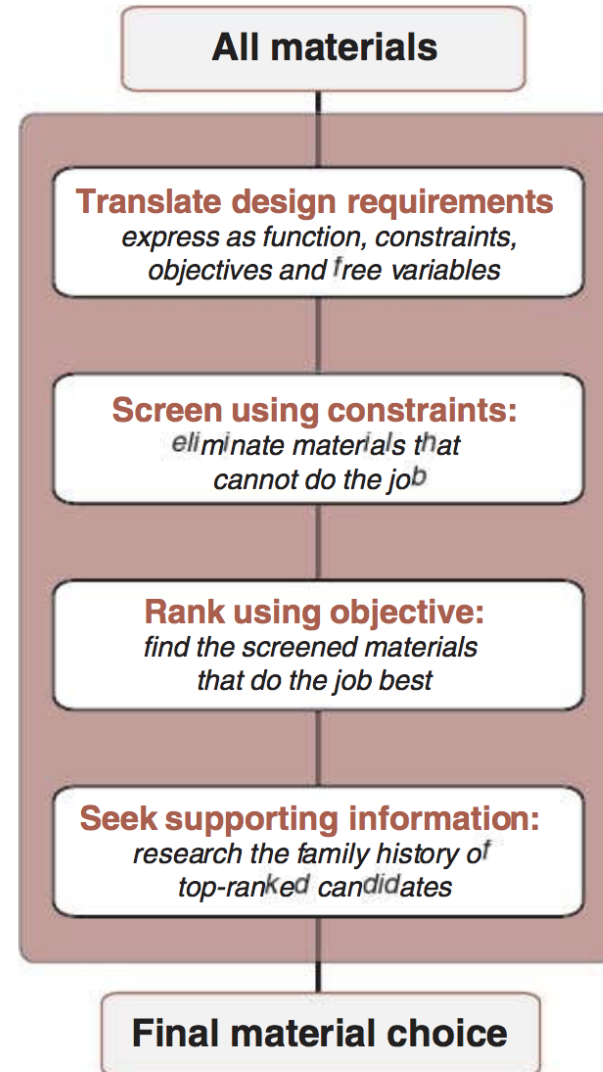 All materials
Translate design requirements
express as function, constraints,
objectives and free variables
Screen using constraints:
eliminate materials that
cannot do the job
Rank using objective:
find the screened materials
that do the job best
Seek supporting information:
research the family history of
top-ranked candidates
Final material choice